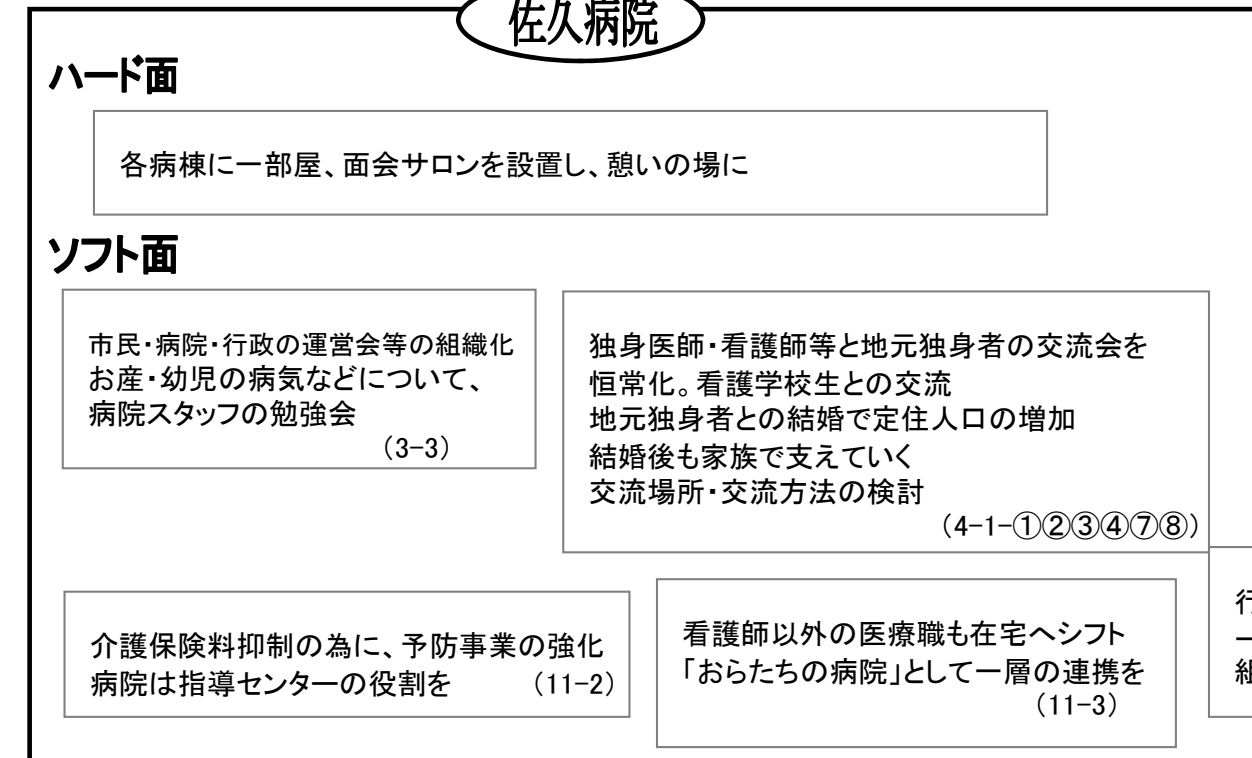 佐久病院
ハード面
各病棟に一部屋、面会サロンを設置し、憩いの場に
ソフト面
市民・病院・行政の運営会等の組織化
お産・幼児の病気などについて、
病院スタッフの勉強会
(3-3)
独身医師・看護師等と地元独身者の交流会を
恒常化。看護学校生との交流
地元独身者との結婚で定住人口の増加
結婚後も家族で支えていく
交流場所・交流方法の検討
(4-1-①②③④⑦⑧)
介護保険料抑制の為に、予防事業の強化
病院は指導センターの役割を (11-2)
看護師以外の医療職も在宅へシフト
「おらたちの病院」として一層の連携を
(11-3)